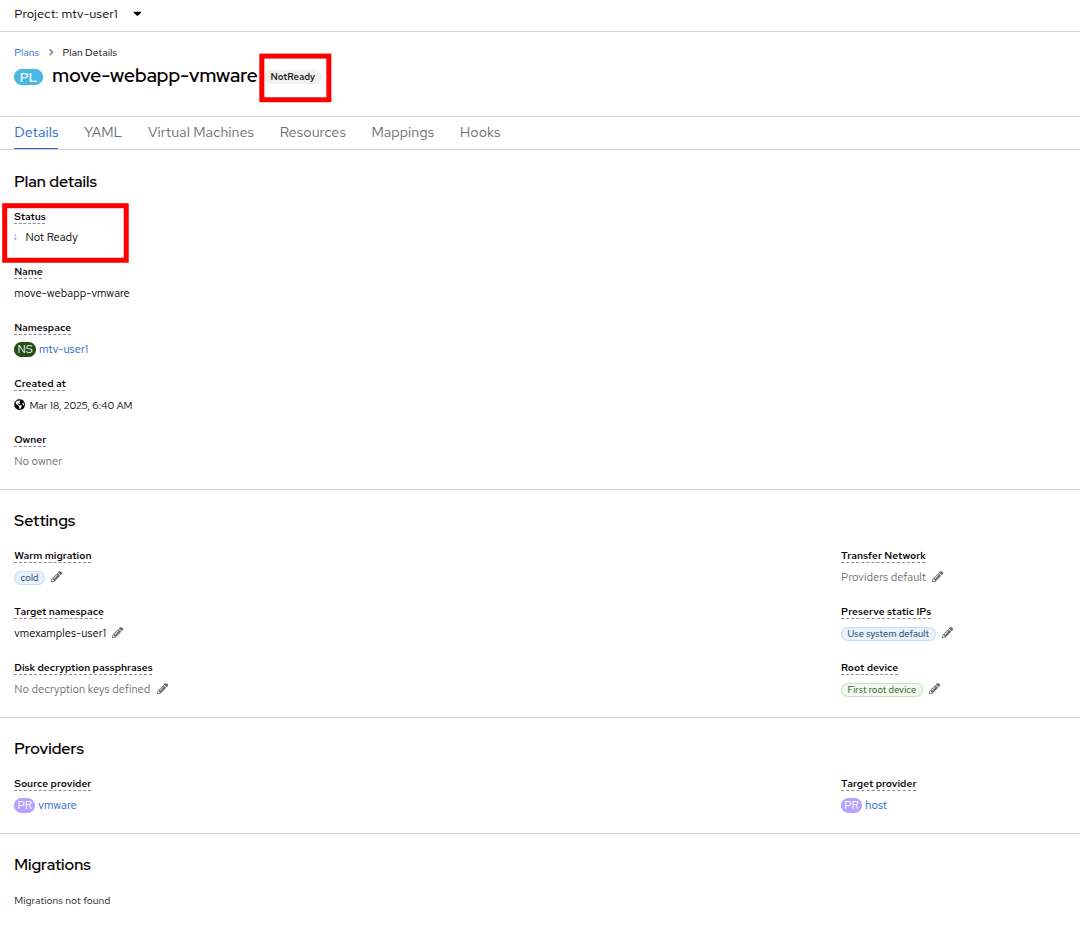 Project: mtv-user1
Plans > Plan Details
PL move-webapp-vmware NotReady
Details YAML Virtual Machines Resources Mappings Hooks
Plan details
Status
Not Ready
Name
move-webapp-vmware
Namespace
NS mtv-user1
Created at
Mar 18, 2025, 6:40 AM
Owner
No owner
Settings
Warm migration Transfer Network
cold Providers default
Target namespace Preserve static IPs
vmexamples-user1 Use system default
Disk decryption passphrases Root device
No decryption keys defined First root device
Providers
Source provider Target provider
PR vmware PR host
Migrations
Migrations not found